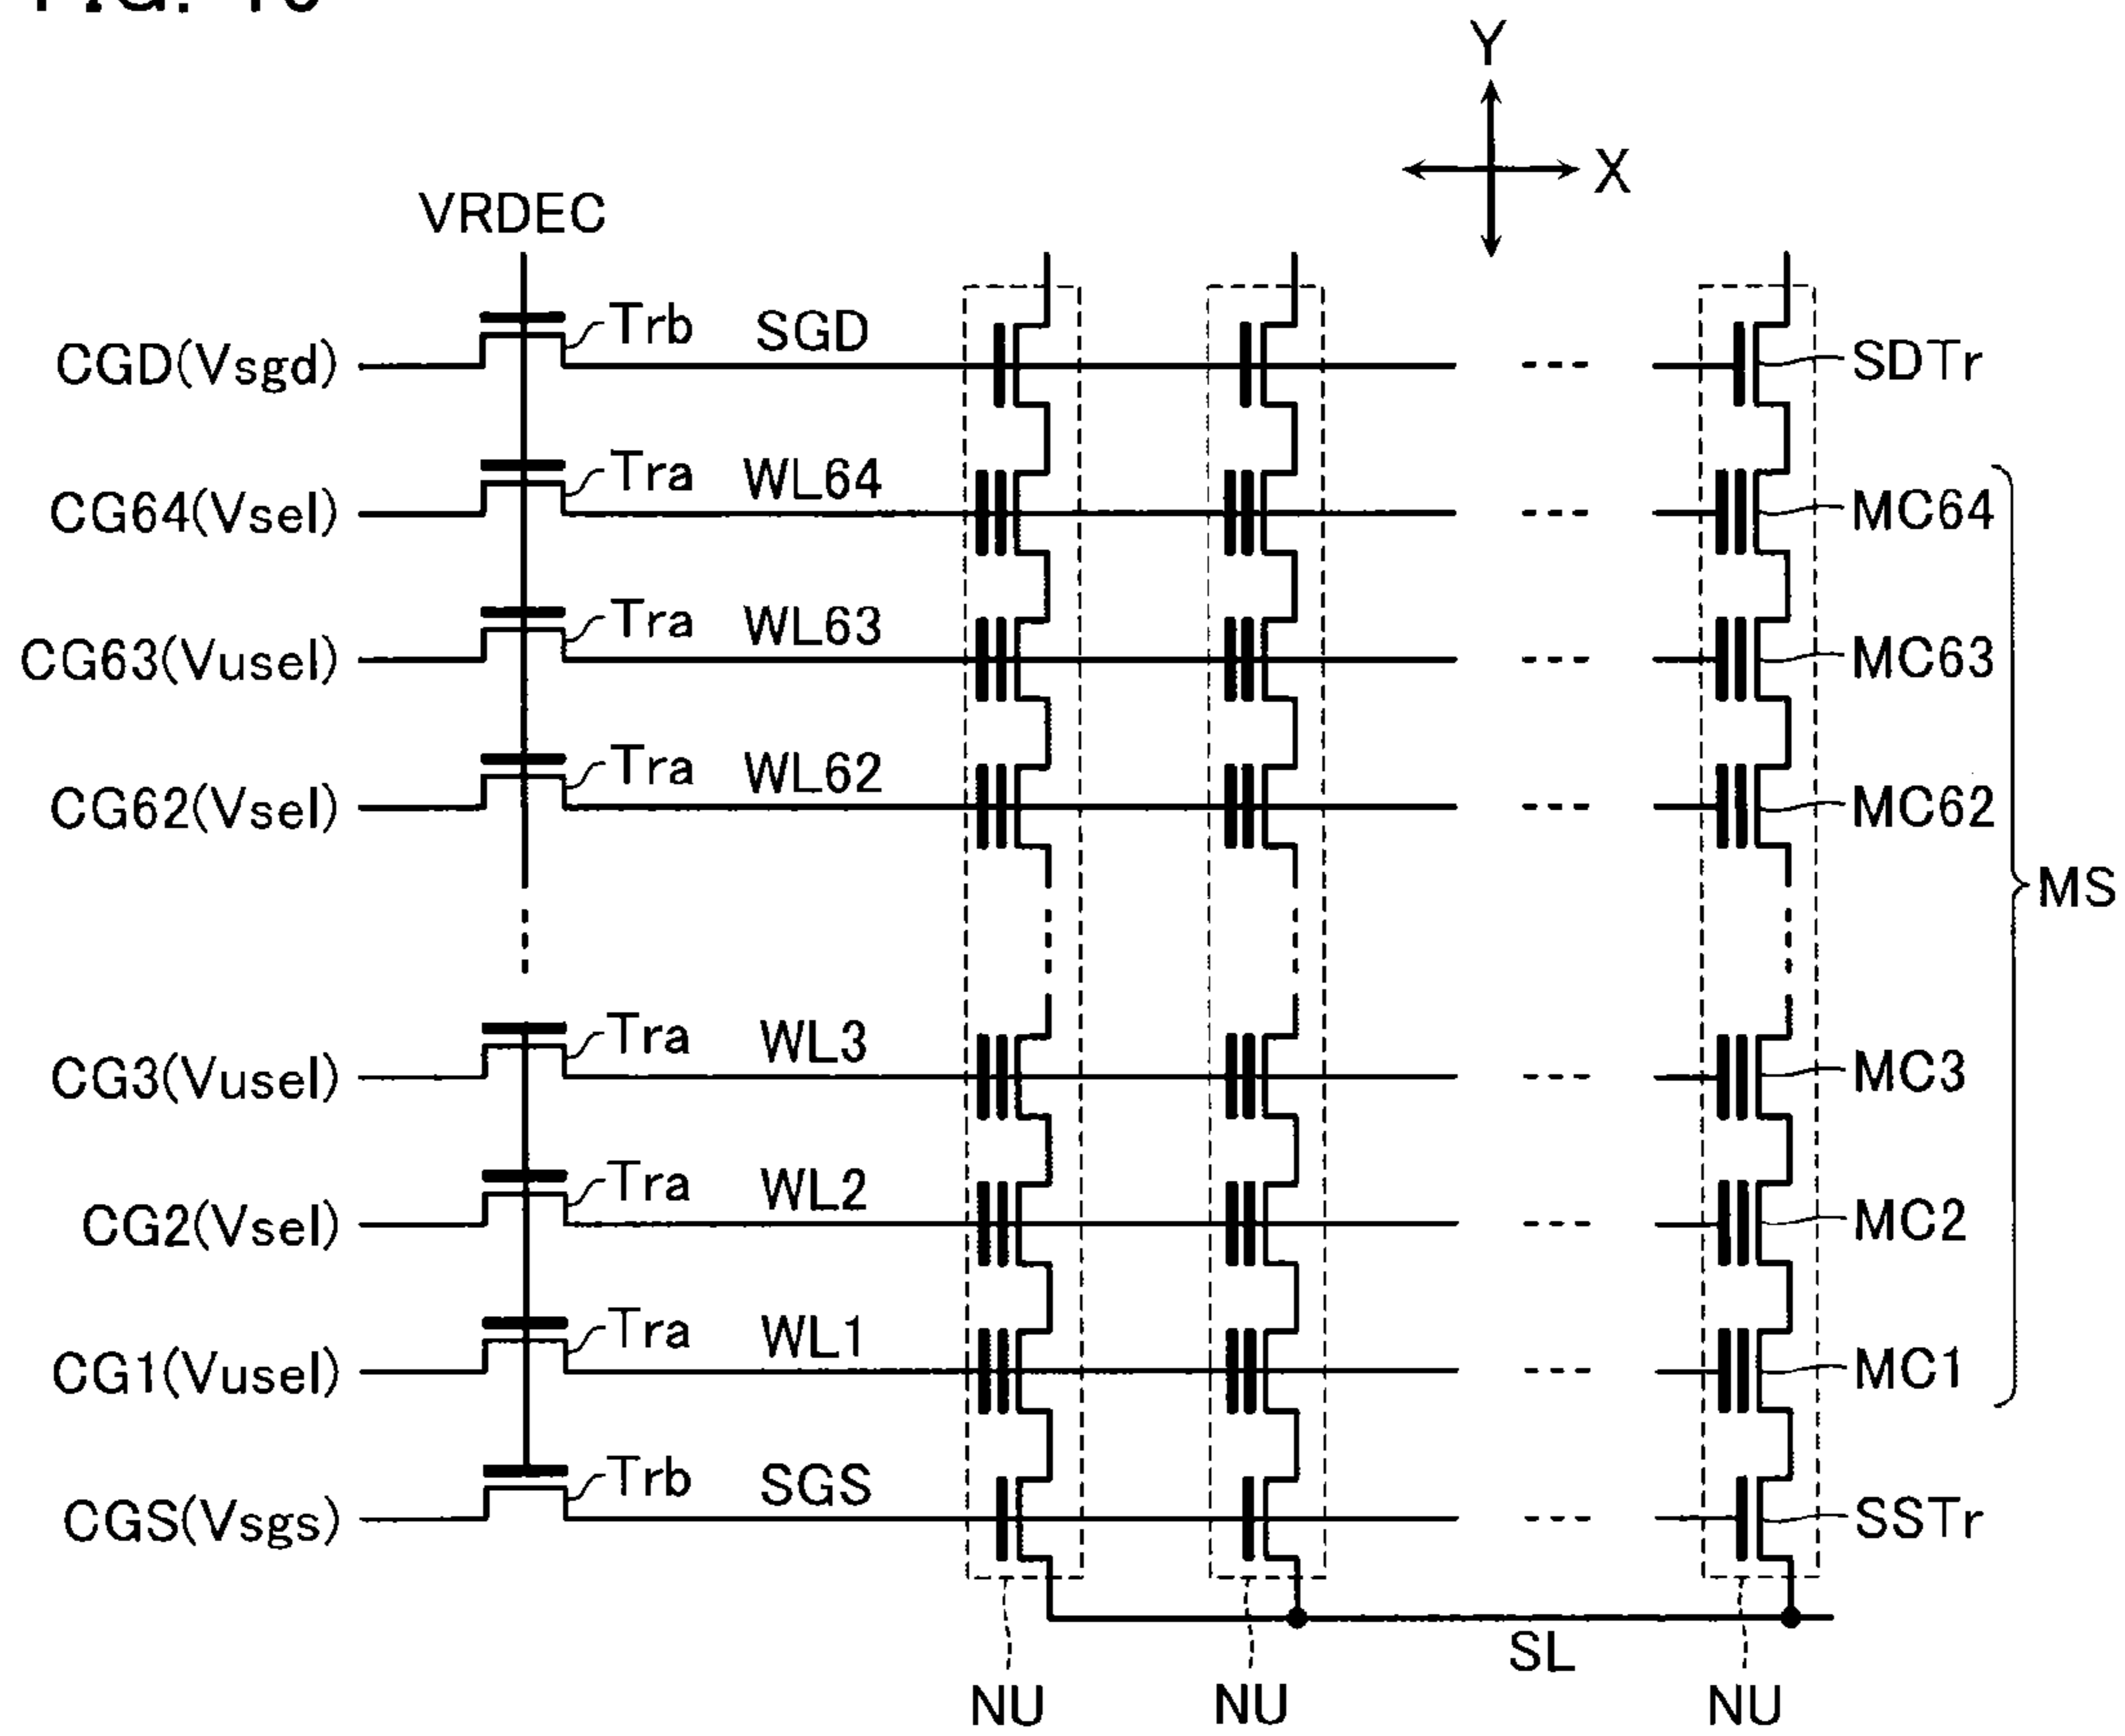 Y
X
VRDEC
CGD(Vsgd) Trb SGD SDTr
CG64(Vsel) Tra WL64 MC64
CG63(Vusel) Tra WL63 MC63
CG62(Vsel) Tra WL62 MC62
MS
CG3(Vusel) Tra WL3 MC3
CG2(Vsel) Tra WL2 MC2
CG1(Vusel) Tra WL1 MC1
CGS(Vsgs) Trb SGS SSTr
SL
NU NU NU